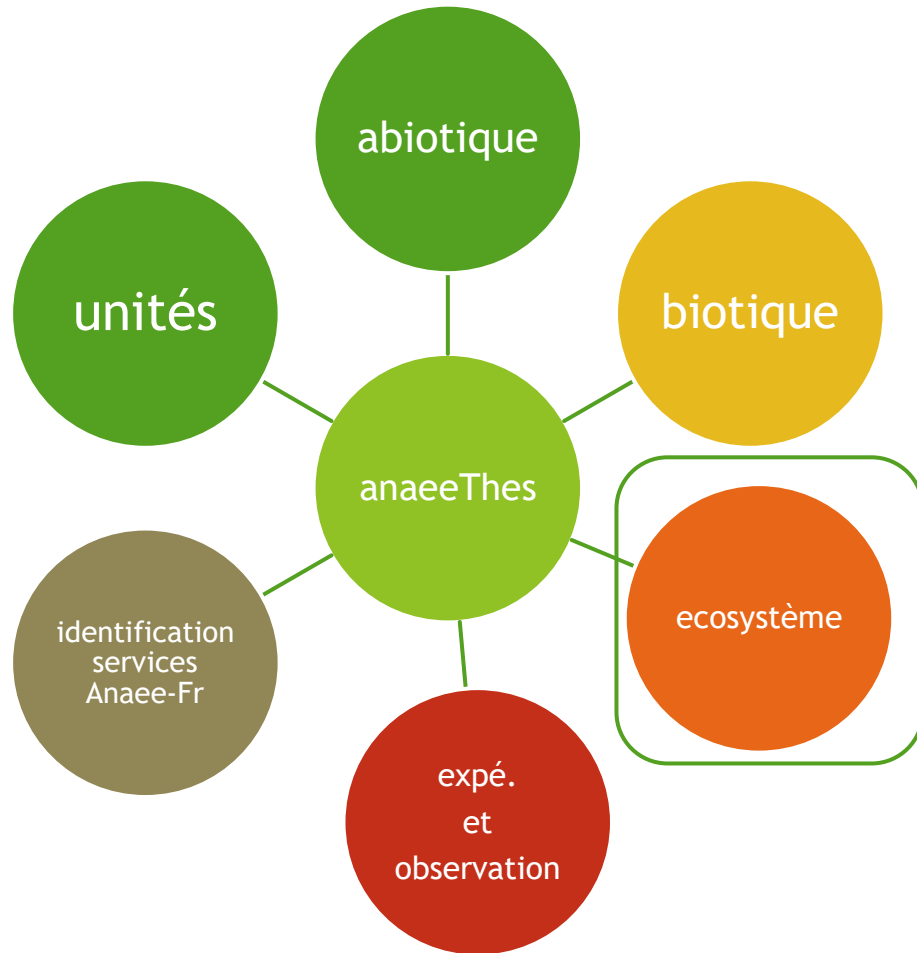 abiotique
unités
biotique
anaeeThes
ecosystème
identification
services
Anaee-Fr
expé.
et
observation